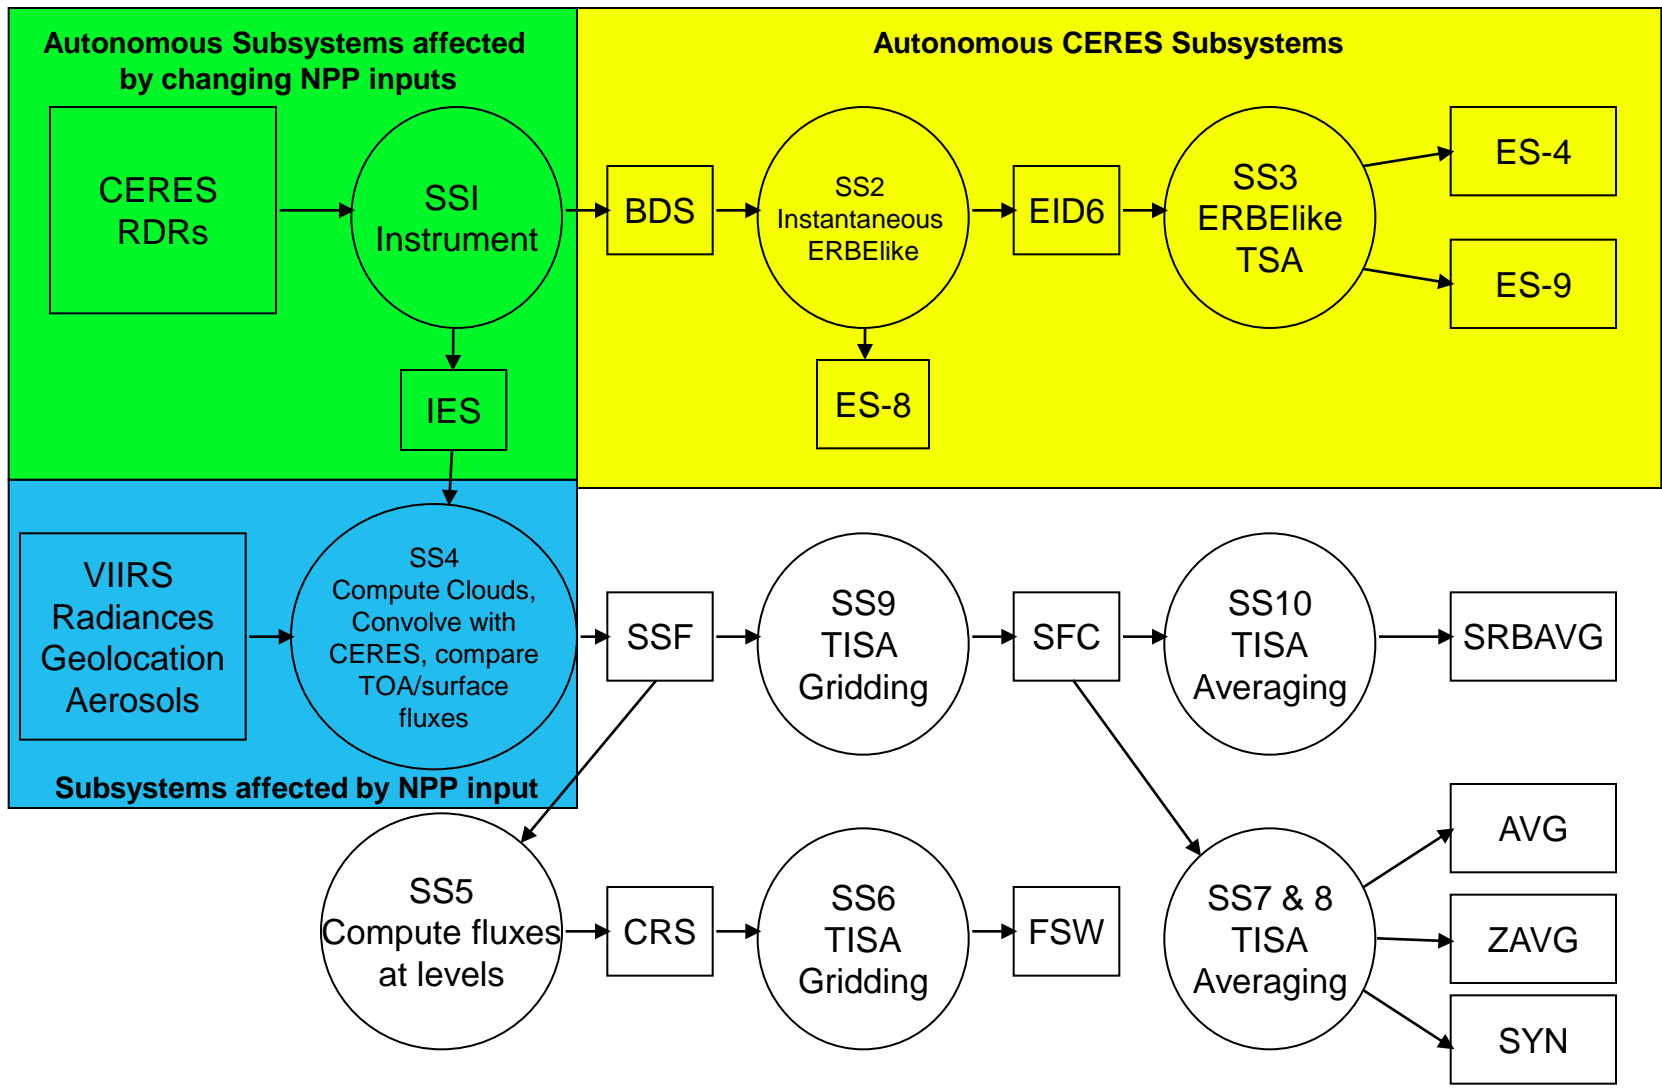 Autonomous Subsystems affected
by changing NPP inputs
Autonomous CERES Subsystems
CERES
RDRs
SSI
Instrument
BDS
SS2
Instantaneous
ERBElike
EID6
SS3
ERBElike
TSA
ES-4
ES-9
IES
ES-8
VIIRS
Radiances
Geolocation
Aerosols
SS4
Compute Clouds,
Convolve with
CERES, compare
TOA/surface
fluxes
SSF
SS9
TISA
Gridding
SFC
SS10
TISA
Averaging
SRBAVG
Subsystems affected by NPP input
SS5
Compute fluxes
at levels
CRS
SS6
TISA
Gridding
FSW
SS7 & 8
TISA
Averaging
AVG
ZAVG
SYN